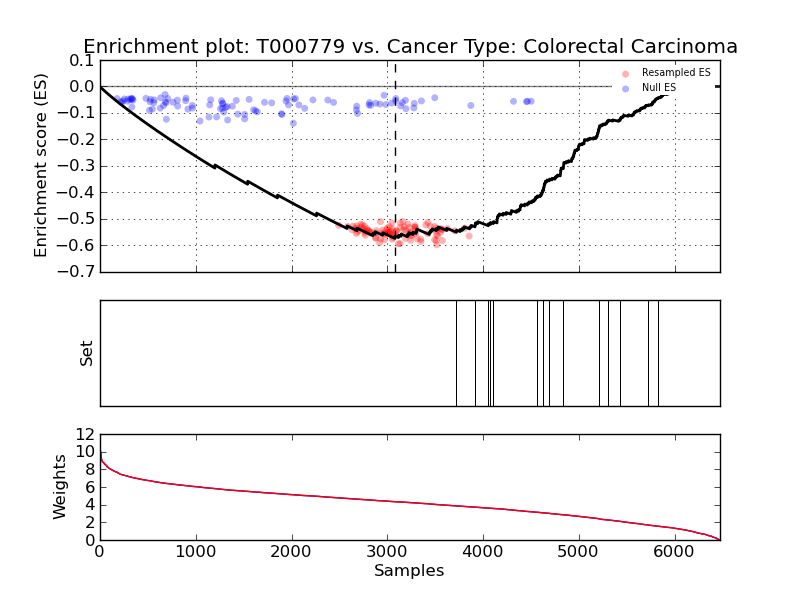 Enrichment plot: T000779 vs. Cancer Type: Colorectal Carcinoma
Enrichment score (ES)
0.1
0.0
−0.1
−0.2
−0.3
−0.4
−0.5
−0.6
−0.7
Resampled ES
Null ES
Set
Weights
12
10
8
6
4
2
0
0 1000 2000 3000 4000 5000 6000
Samples